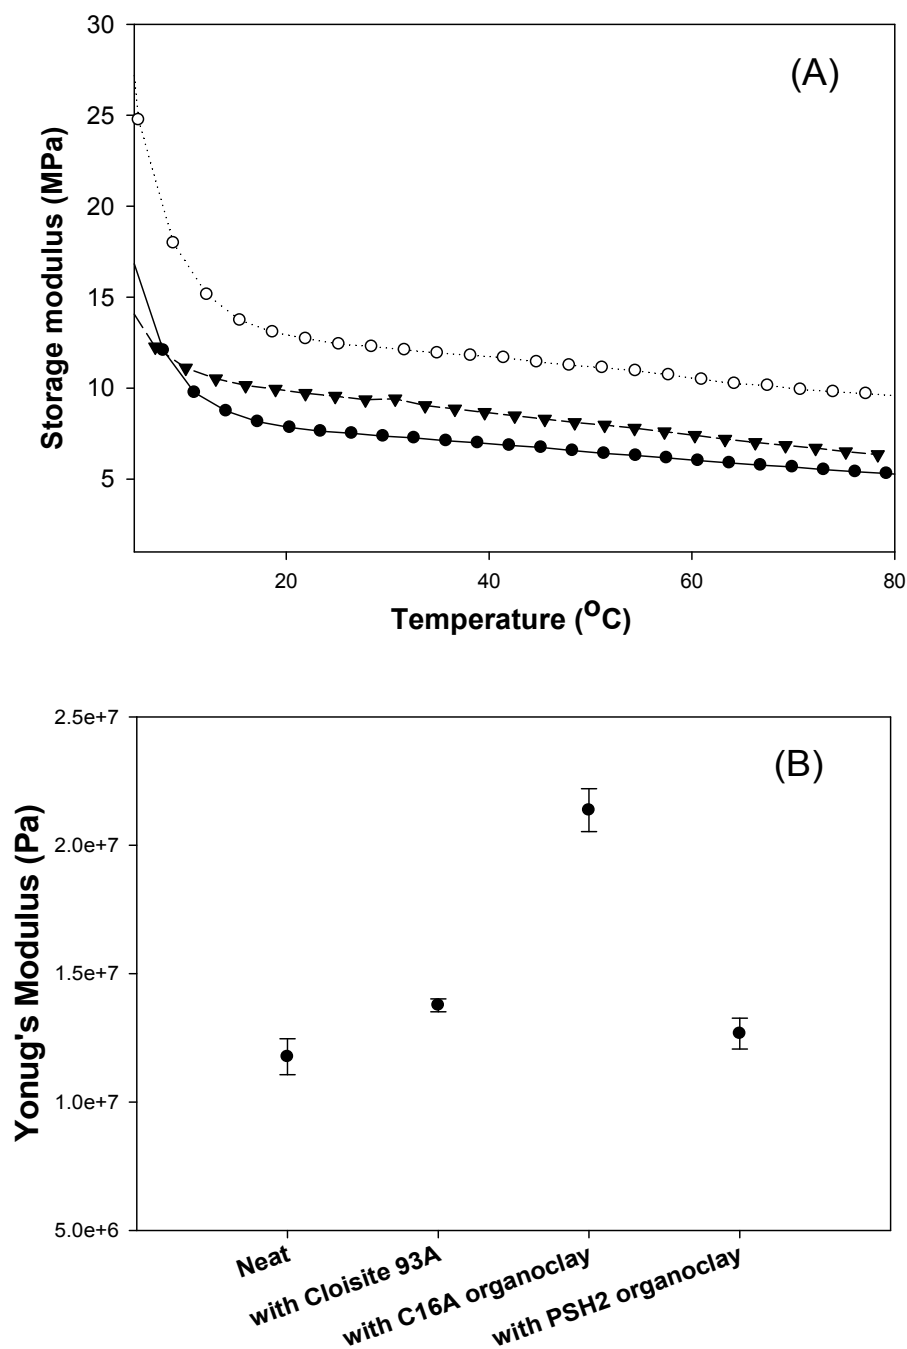 30
(A)
25
20
15
10
5
Storage modulus (MPa)
20 40 60 80
Temperature (°C)
2.5e+7
(B)
2.0e+7
1.5e+7
1.0e+7
5.0e+6
Yonug's Modulus (Pa)
Neat
with Cloisite 93A
with C16A organoclay
with PSH2 organoclay